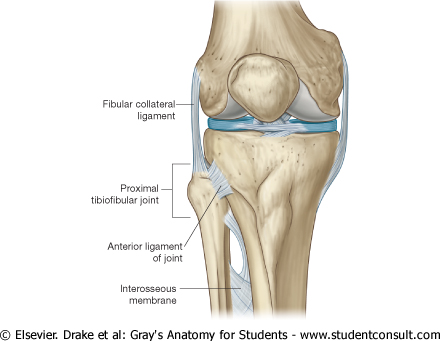 Fibular collateral
ligament
Proximal
tibiofibular joint
Anterior ligament
of joint
Interosseous
membrane
© Elsevier. Drake et al: Gray's Anatomy for Students - www.studentconsult.com